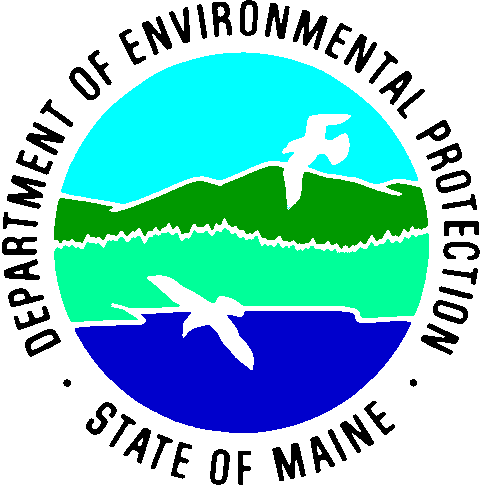 DEPARTMENT OF ENVIRONMENTAL PROTECTION
• STATE OF MAINE •